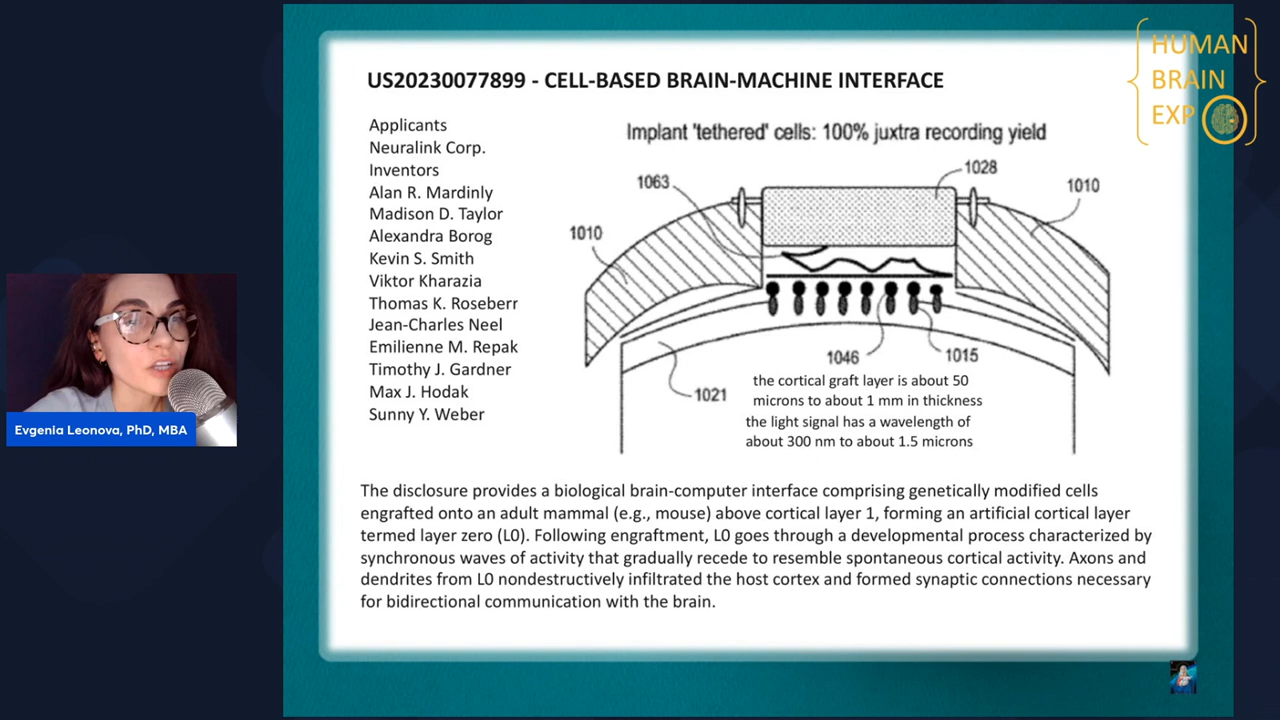 US20230077899 - CELL-BASED BRAIN-MACHINE INTERFACE
HUMAN
BRAIN
EXP
Applicants
Neuralink Corp.
Inventors
Alan R. Mardinly
Madison D. Taylor
Alexandra Borog
Kevin S. Smith
Viktor Kharazia
Thomas K. Roseberr
Jean-Charles Neel
Emilienne M. Repak
Timothy J. Gardner
Max J. Hodak
Sunny Y. Weber
Implant 'tethered' cells: 100% juxtra recording yield
1063
1028
1010
1010
1046
1015
1021
the cortical graft layer is about 50
microns to about 1 mm in thickness
the light signal has a wavelength of
about 300 nm to about 1.5 microns
The disclosure provides a biological brain-computer interface comprising genetically modified cells
engrafted onto an adult mammal (e.g., mouse) above cortical layer 1, forming an artificial cortical layer
termed layer zero (L0). Following engraftment, L0 goes through a developmental process characterized by
synchronous waves of activity that gradually recede to resemble spontaneous cortical activity. Axons and
dendrites from L0 nondestructively infiltrated the host cortex and formed synaptic connections necessary
for bidirectional communication with the brain.
Evgenia Leonova, PhD, MBA